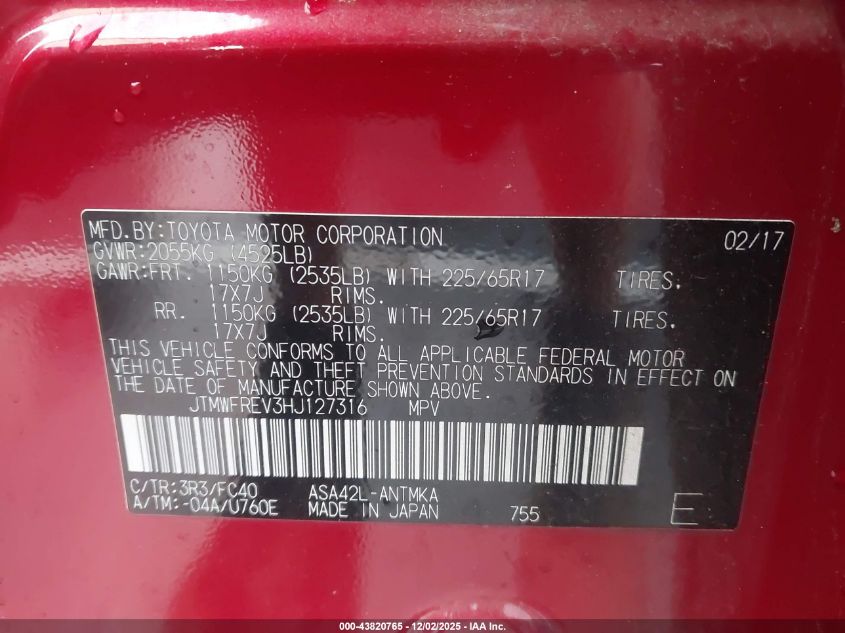 MFD.BY:TOYOTA MOTOR CORPORATION 02/17
GVWR:2055KG (4525LB)
GAWR:FRT. 1150KG (2535LB) WITH 225/65R17 TIRES.
17X7J RIMS.
RR. 1150KG (2535LB) WITH 225/65R17 TIRES.
17X7J RIMS.
THIS VEHICLE CONFORMS TO ALL APPLICABLE FEDERAL MOTOR
VEHICLE SAFETY AND THEFT PREVENTION STANDARDS IN EFFECT ON
THE DATE OF MANUFACTURE SHOWN ABOVE.
JTMWFREV3HJ127316 MPV
C/TR:3R3/FC40 ASA42L-ANTMKA
A/TM:-04A/U760E MADE IN JAPAN 755 E
000-43820765 - 12/02/2025 - IAA Inc.